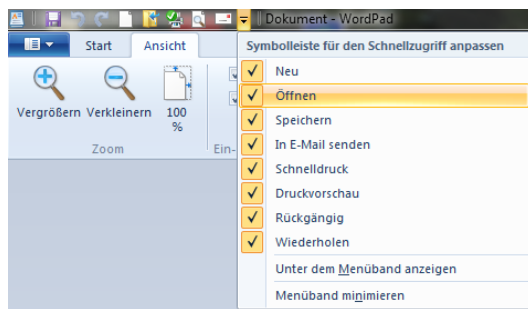 Dokument - WordPad
Start Ansicht
Symbolleiste für den Schnellzugriff anpassen
Neu
Öffnen
Speichern
In E-Mail senden
Schnelldruck
Druckvorschau
Rückgängig
Wiederholen
Unter dem Menüband anzeigen
Menüband minimieren
Vergrößern Verkleinern 100
%
Zoom
Ein-